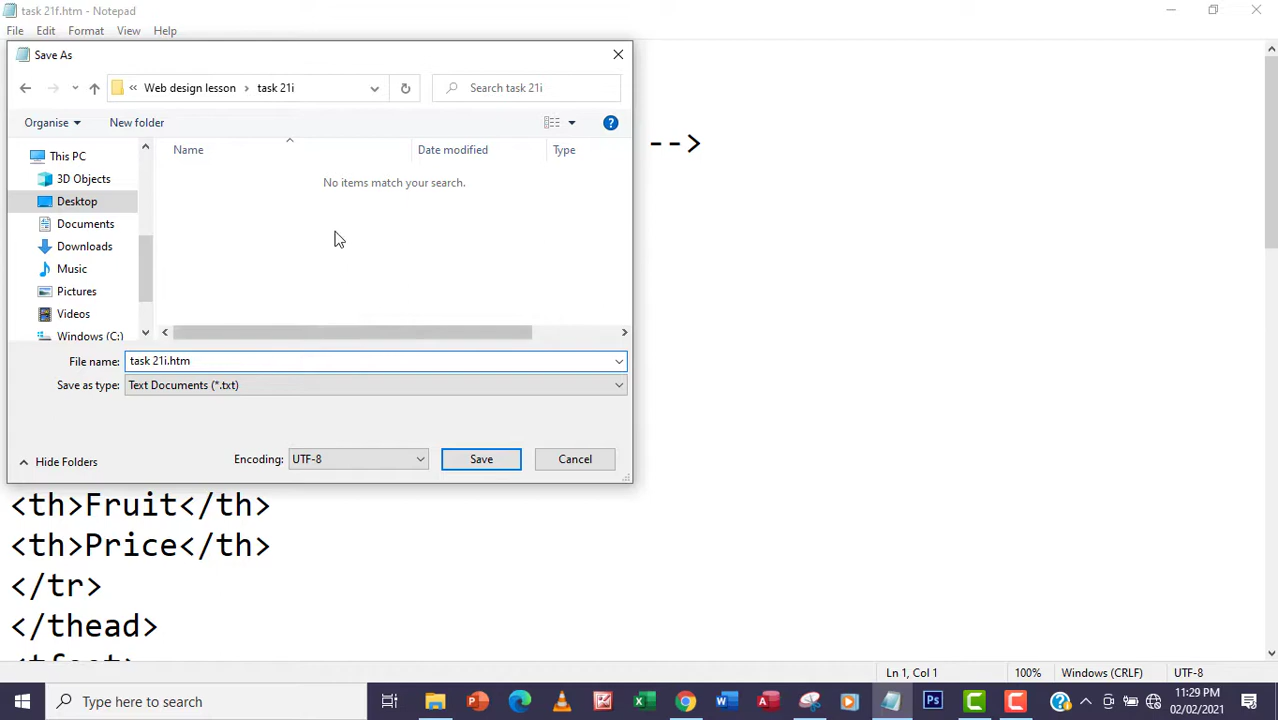 task 21f.htm - Notepad
File Edit Format View Help
Save As
Web design lesson > task 21i
Search task 21i
Organise New folder
Name Date modified Type
No items match your search.
This PC
3D Objects
Desktop
Documents
Downloads
Music
Pictures
Videos
Windows (C:)
File name: task 21i.htm
Save as type: Text Documents (*.txt)
Hide Folders Encoding: UTF-8 Save Cancel
-->
<th>Fruit</th>
<th>Price</th>
</tr>
</thead>
<tfoot>
Ln 1, Col 1 100% Windows (CRLF) UTF-8
Type here to search
11:29 PM
02/02/2021